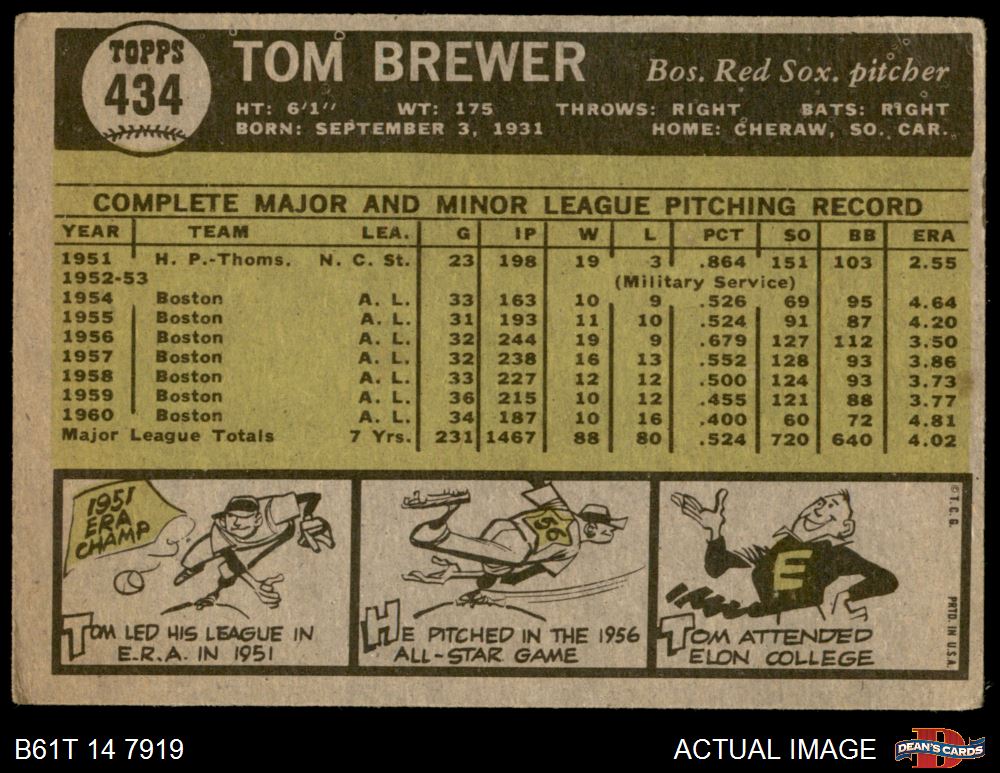 TOPPS
434
TOM BREWER
Bos. Red Sox. pitcher
HT: 6'1" WT: 175 THROWS: RIGHT BATS: RIGHT
BORN: SEPTEMBER 3, 1931 HOME: CHERAW, SO. CAR.
COMPLETE MAJOR AND MINOR LEAGUE PITCHING RECORD
YEAR TEAM LEA. G IP W L PCT SO BB ERA
1951 H. P.-Thoms. N. C. St. 23 198 19 3 .864 151 103 2.55
1952-53 (Military Service)
1954 Boston A. L. 33 163 10 9 .526 69 95 4.64
1955 Boston A. L. 31 193 11 10 .524 91 87 4.20
1956 Boston A. L. 32 244 19 9 .679 127 112 3.50
1957 Boston A. L. 32 238 16 13 .552 128 93 3.86
1958 Boston A. L. 33 227 12 12 .500 124 93 3.73
1959 Boston A. L. 36 215 10 12 .455 121 88 3.77
1960 Boston A. L. 34 187 10 16 .400 60 72 4.81
Major League Totals 7 Yrs. 231 1467 88 80 .524 720 640 4.02
1951
ERA
CHAMP
TOM LED HIS LEAGUE IN
E.R.A. IN 1951
56
HE PITCHED IN THE 1956
ALL-STAR GAME
E
TOM ATTENDED
ELON COLLEGE
© T. C. G.
PRTD. IN U.S.A.
B61T 14 7919
ACTUAL IMAGE
D
DEAN'S CARDS